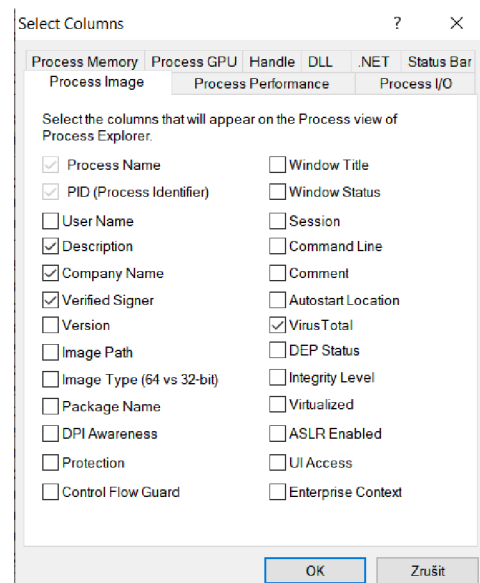 Select Columns ? ×
Process Memory Process GPU Handle DLL .NET Status Bar
Process Image Process Performance Process I/O
Select the columns that will appear on the Process view of
Process Explorer.
Process Name Window Title
PID (Process Identifier) Window Status
User Name Session
Description Command Line
Company Name Comment
Verified Signer Autostart Location
Version VirusTotal
Image Path DEP Status
Image Type (64 vs 32-bit) Integrity Level
Package Name Virtualized
DPI Awareness ASLR Enabled
Protection UI Access
Control Flow Guard Enterprise Context
OK Zrušit